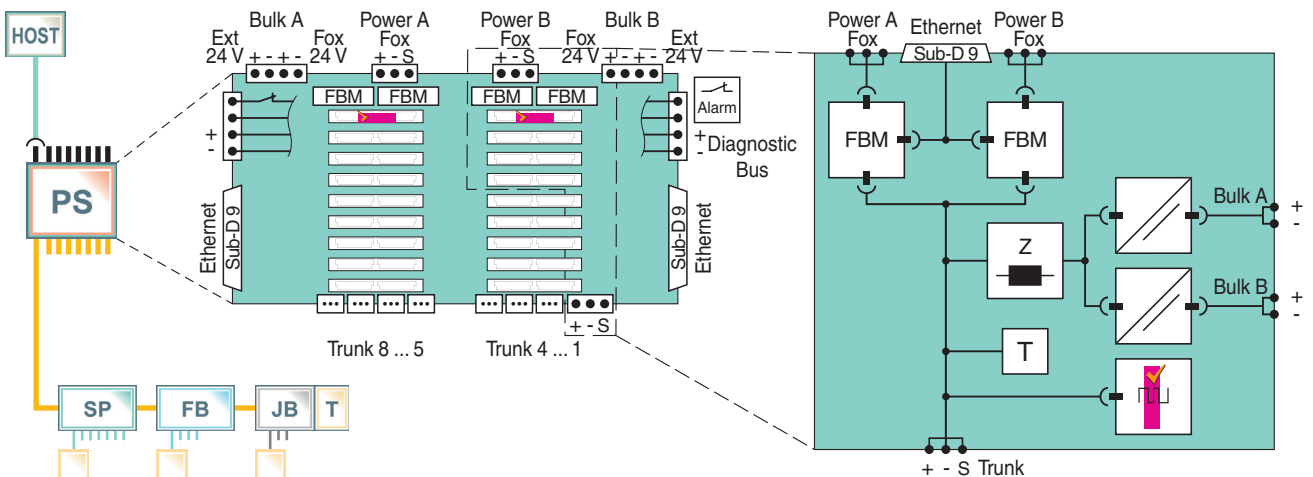 HOST
PS
SP
FB
JB
T
Bulk A
Power A
Power B
Bulk B
Ext
Fox
Fox
Fox
Fox
Ext
24 V
+ - + -
24 V
+ - S
+ - S
24 V
+ - + -
24 V
FBM
FBM
FBM
FBM
Alarm
+
-
+
-
Diagnostic
Bus
Ethernet
Sub-D 9
Sub-D 9
Ethernet
+ - S
Trunk 8 ... 5
Trunk 4 ... 1
Power A
Ethernet
Power B
Fox
Sub-D 9
Fox
FBM
FBM
Bulk A
+
-
Z
Bulk B
+
-
T
+ - S Trunk